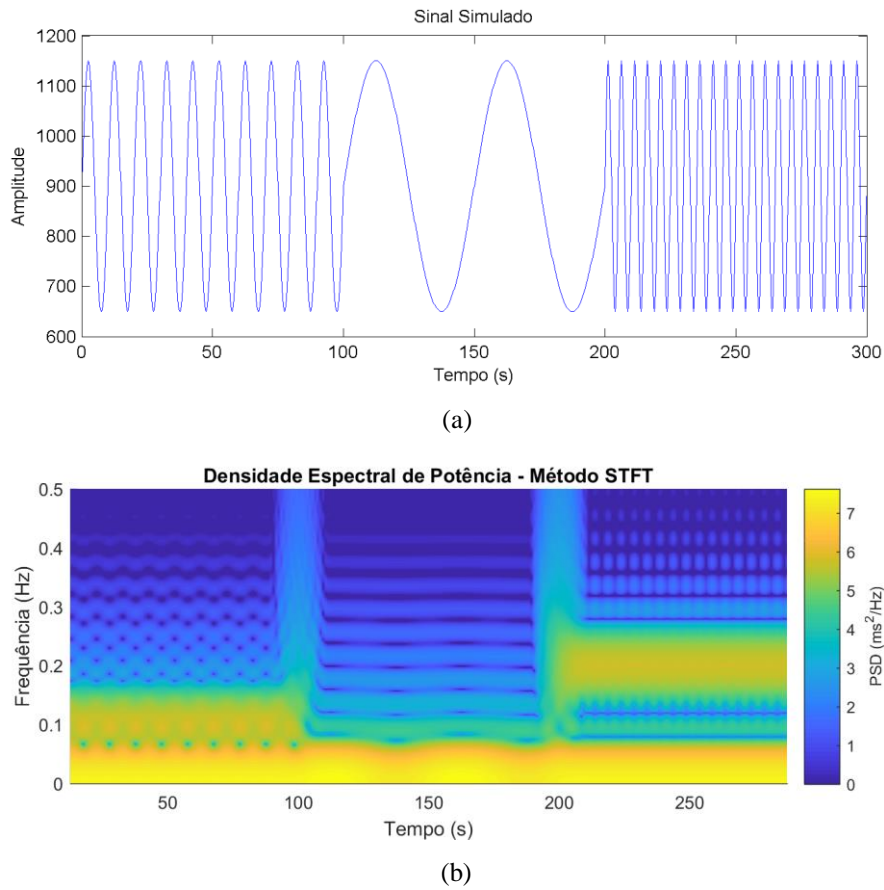 Sinal Simulado
1200
1100
1000
900
800
700
600
Amplitude
0 50 100 150 200 250 300
Tempo (s)
(a)
Densidade Espectral de Potência - Método STFT
0.5
0.4
0.3
0.2
0.1
0
Frequência (Hz)
50 100 150 200 250
Tempo (s)
7
6
5
4
3
2
1
0
PSD (ms²/Hz)
(b)